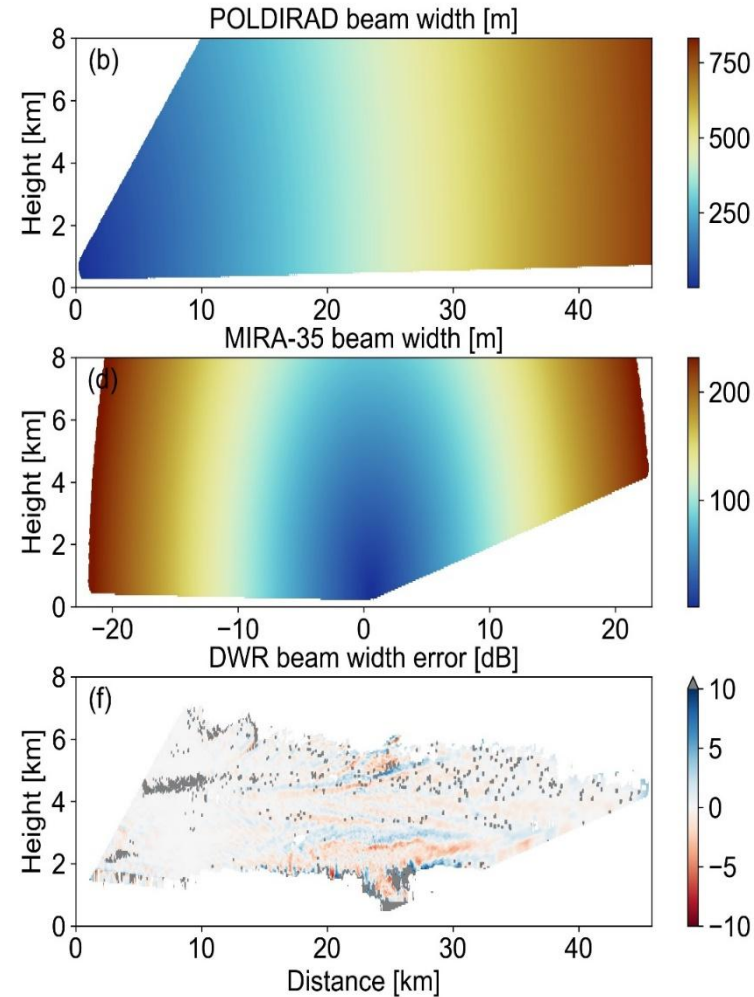 POLDIRAD beam width [m]
(b)
Height [km]
8
6
4
2
0
0 10 20 30 40
750
500
250
MIRA-35 beam width [m]
(d)
Height [km]
8
6
4
2
0
−20 −10 0 10 20
200
100
DWR beam width error [dB]
(f)
Height [km]
8
6
4
2
0
0 10 20 30 40
Distance [km]
10
5
0
−5
−10